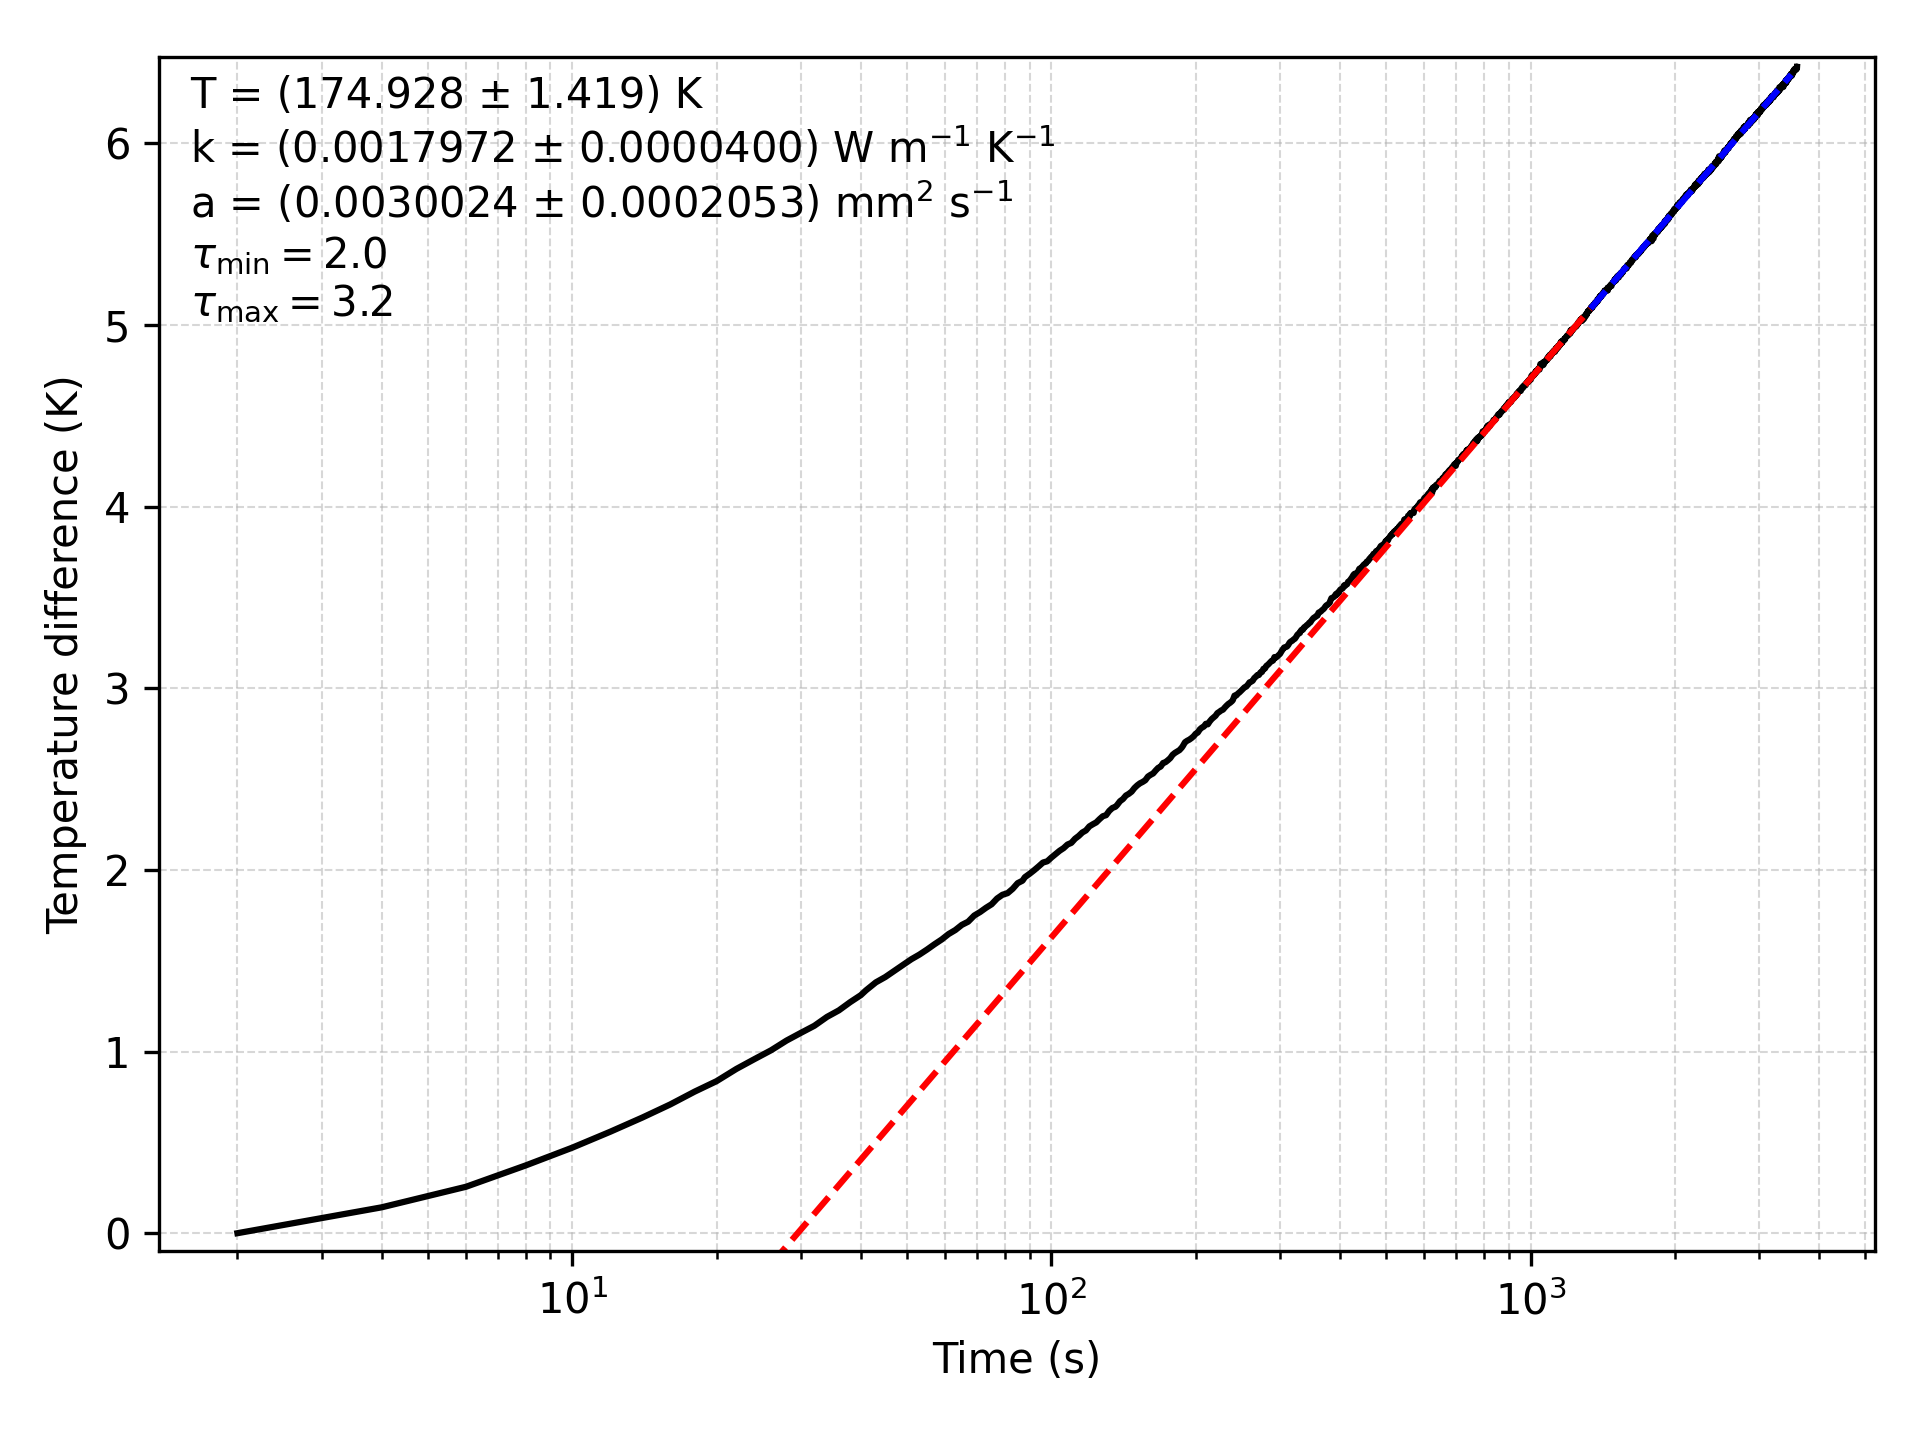 T = (174.928 ± 1.419) K
k = (0.0017972 ± 0.0000400) W m⁻¹ K⁻¹
a = (0.0030024 ± 0.0002053) mm² s⁻¹
τmin = 2.0
τmax = 3.2
Temperature difference (K)
6
5
4
3
2
1
0
10¹ 10² 10³
Time (s)